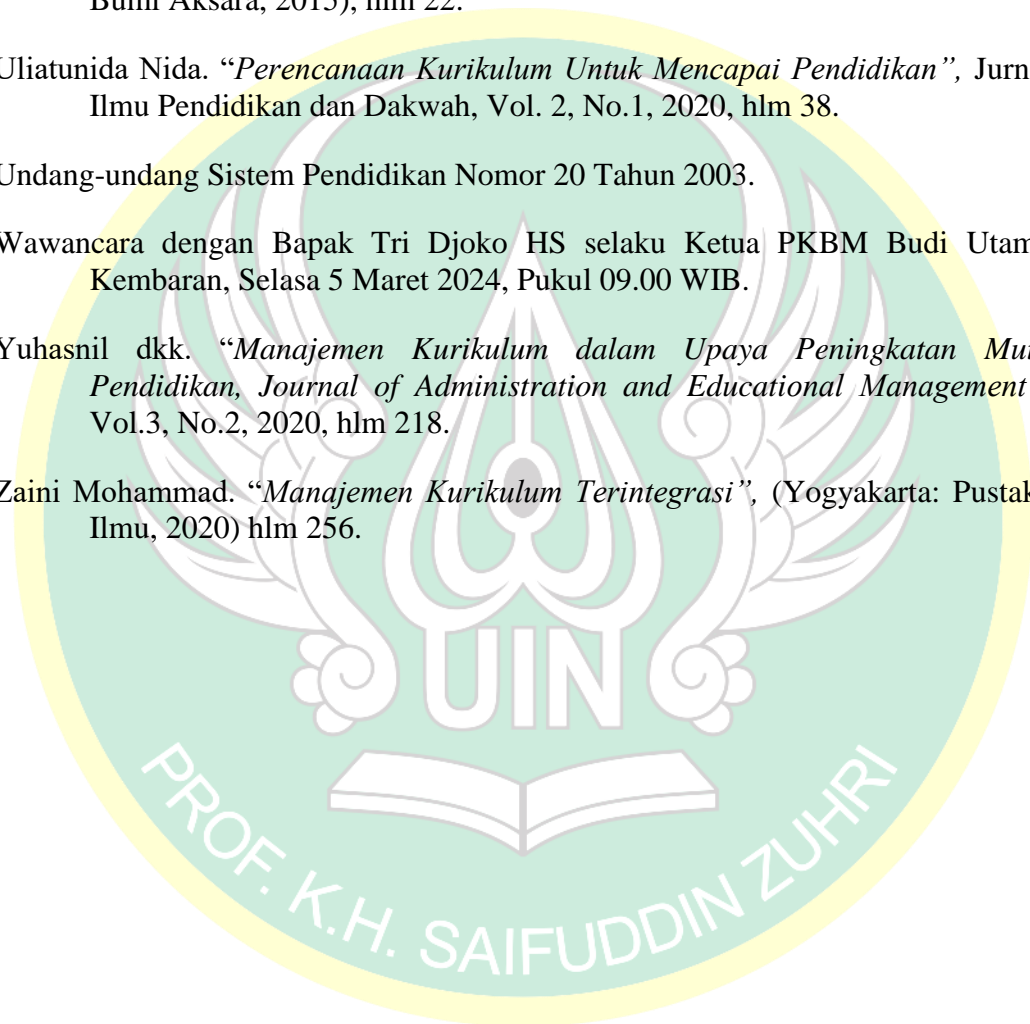 Bumi Aksara, 2015), hlm 22.
Uliatunida Nida. “Perencanaan Kurikulum Untuk Mencapai Pendidikan”, Jurn
Ilmu Pendidikan dan Dakwah, Vol. 2, No.1, 2020, hlm 38.
Undang-undang Sistem Pendidikan Nomor 20 Tahun 2003.
Wawancara dengan Bapak Tri Djoko HS selaku Ketua PKBM Budi Utam
Kembaran, Selasa 5 Maret 2024, Pukul 09.00 WIB.
Yuhasnil dkk. “Manajemen Kurikulum dalam Upaya Peningkatan Mu
Pendidikan, Journal of Administration and Educational Management
Vol.3, No.2, 2020, hlm 218.
Zaini Mohammad. “Manajemen Kurikulum Terintegrasi”, (Yogyakarta: Pustak
Ilmu, 2020) hlm 256.
UIN
PROF. K.H. SAIFUDDIN ZUHRI